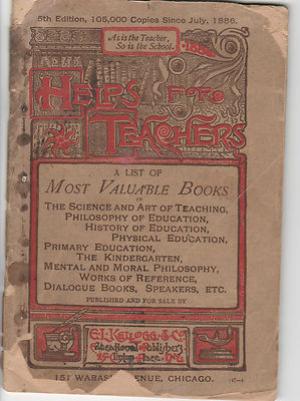 5th Edition, 105,000 Copies Since July, 1886.
As is the Teacher,
So is the School.
HELPS FOR
TEACHERS
A LIST OF
MOST VALUABLE BOOKS
IN
THE SCIENCE AND ART OF TEACHING,
PHILOSOPHY OF EDUCATION,
HISTORY OF EDUCATION,
PHYSICAL EDUCATION,
PRIMARY EDUCATION,
THE KINDERGARTEN,
MENTAL AND MORAL PHILOSOPHY,
WORKS OF REFERENCE,
DIALOGUE BOOKS, SPEAKERS, ETC.
PUBLISHED AND FOR SALE BY
E.L. KELLOGG & CO.
Educational Publishers
25 Clinton Place. N.Y.
151 WABASH AVENUE, CHICAGO.